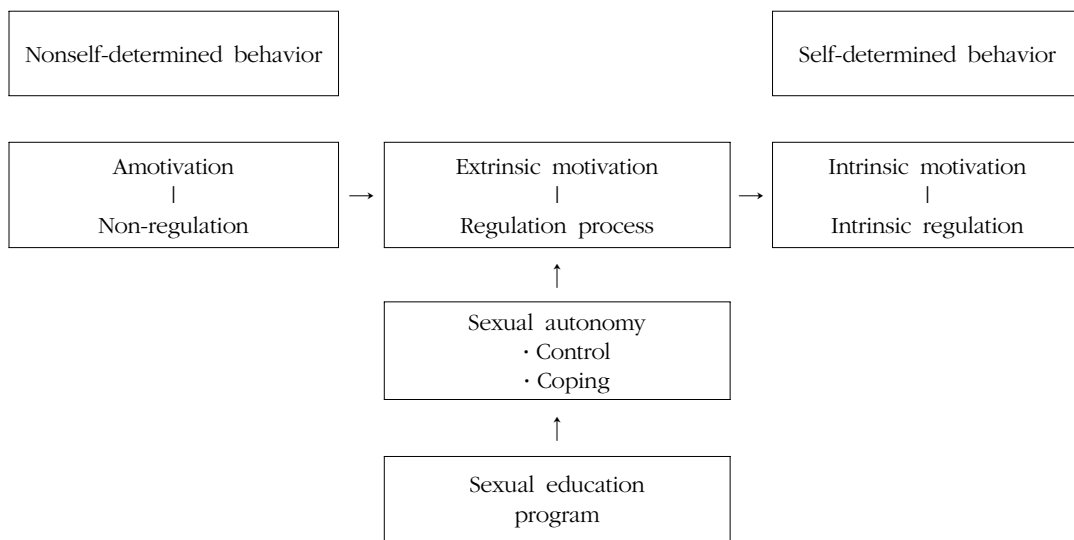 Nonself-determined behavior
Self-determined behavior
Amotivation
Non-regulation
→
Extrinsic motivation
Regulation process
→
Intrinsic motivation
Intrinsic regulation
↑
Sexual autonomy
· Control
· Coping
↑
Sexual education
program